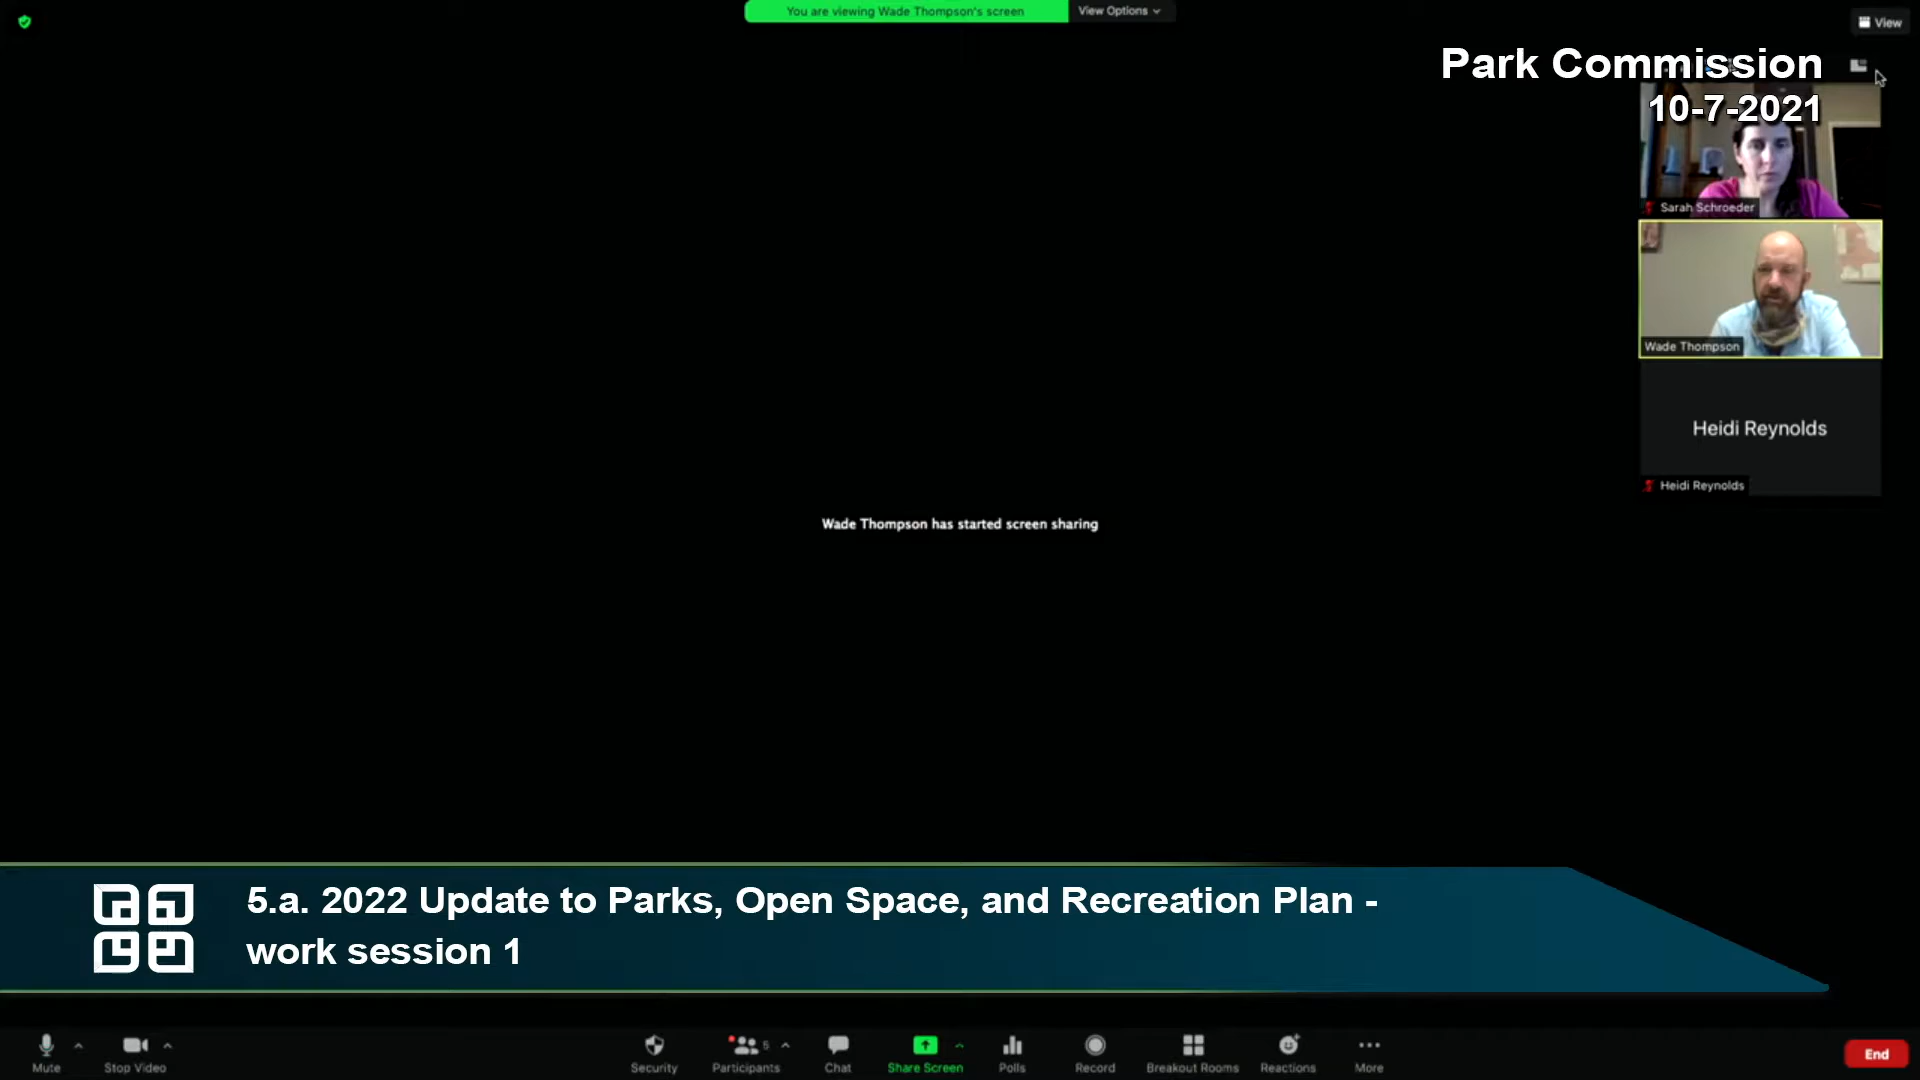 You are viewing Wade Thompson's screen
View Options
View
Park Commission
10-7-2021
Sarah Schroeder
Wade Thompson
Heidi Reynolds
Heidi Reynolds
Wade Thompson has started screen sharing
5.a. 2022 Update to Parks, Open Space, and Recreation Plan -
work session 1
Mute
Stop Video
Security
Participants
5
Chat
Share Screen
Polls
Record
Breakout Rooms
Reactions
More
End